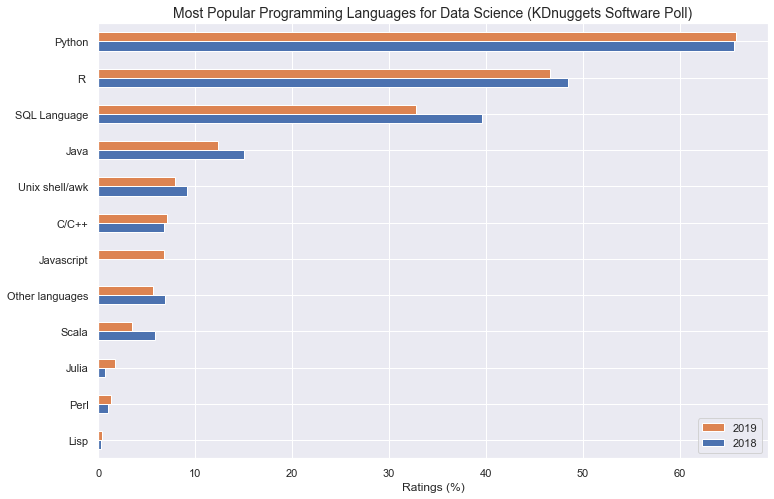 Most Popular Programming Languages for Data Science (KDnuggets Software Poll)
Python
R
SQL Language
Java
Unix shell/awk
C/C++
Javascript
Other languages
Scala
Julia
Perl
Lisp
2019
2018
0 10 20 30 40 50 60
Ratings (%)